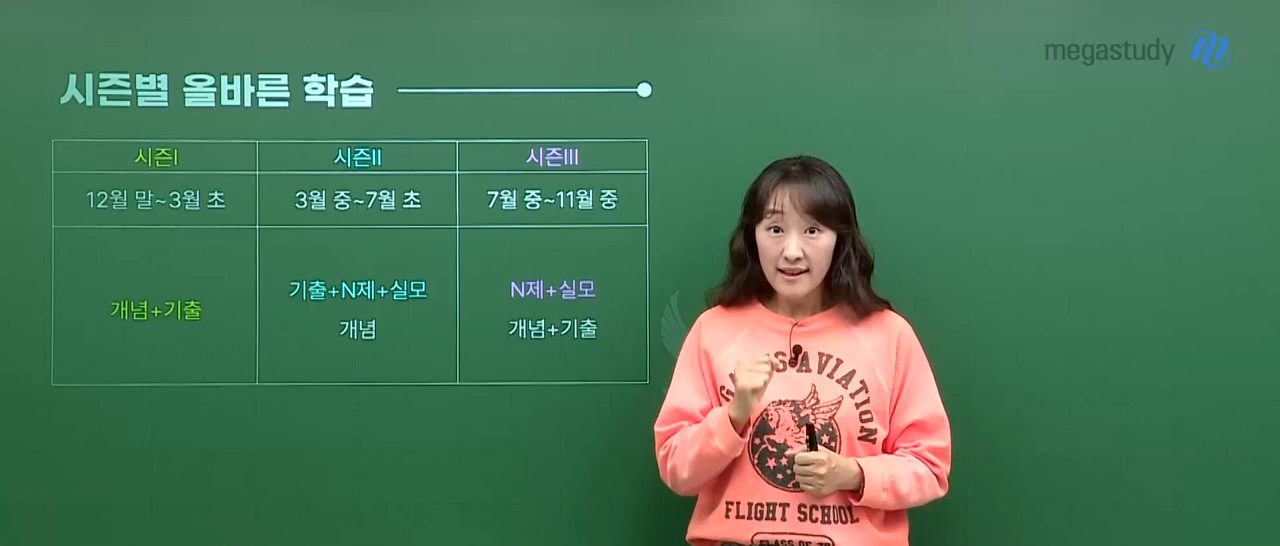 megastudy
시즌별 올바른 학습
시즌I 시즌II 시즌III
12월 말~3월 초 3월 중~7월 초 7월 중~11월 중
개념+기출
기출+N제+실모
개념
N제+실모
개념+기출
AVIATION
FLIGHT SCHOOL
CLASS OF